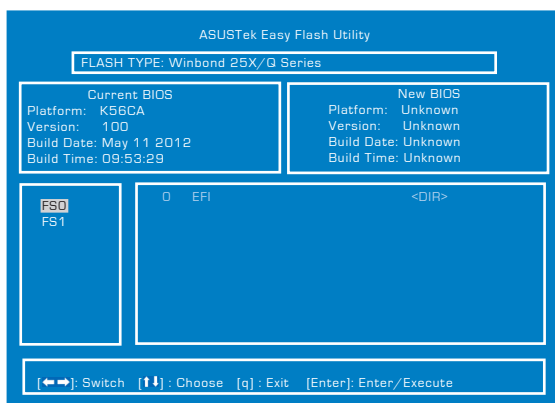 ASUSTek Easy Flash Utility
FLASH TYPE: Winbond 25X/Q Series
Current BIOS
Platform: K56CA
Version: 100
Build Date: May 11 2012
Build Time: 09:53:29
New BIOS
Platform: Unknown
Version: Unknown
Build Date: Unknown
Build Time: Unknown
FS0
FS1
0 EFI <DIR>
[←→]: Switch [↑↓] : Choose [q] : Exit [Enter]: Enter/Execute